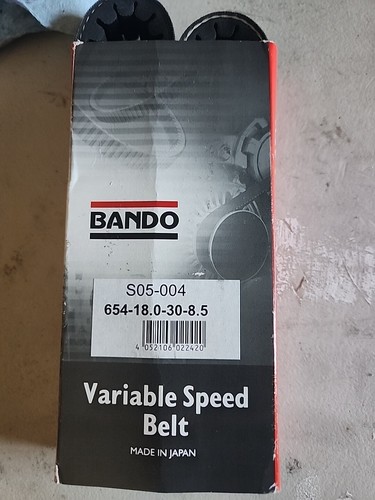 BANDO
S05-004
654-18.0-30-8.5
4 052106 022420
Variable Speed
Belt
MADE IN JAPAN